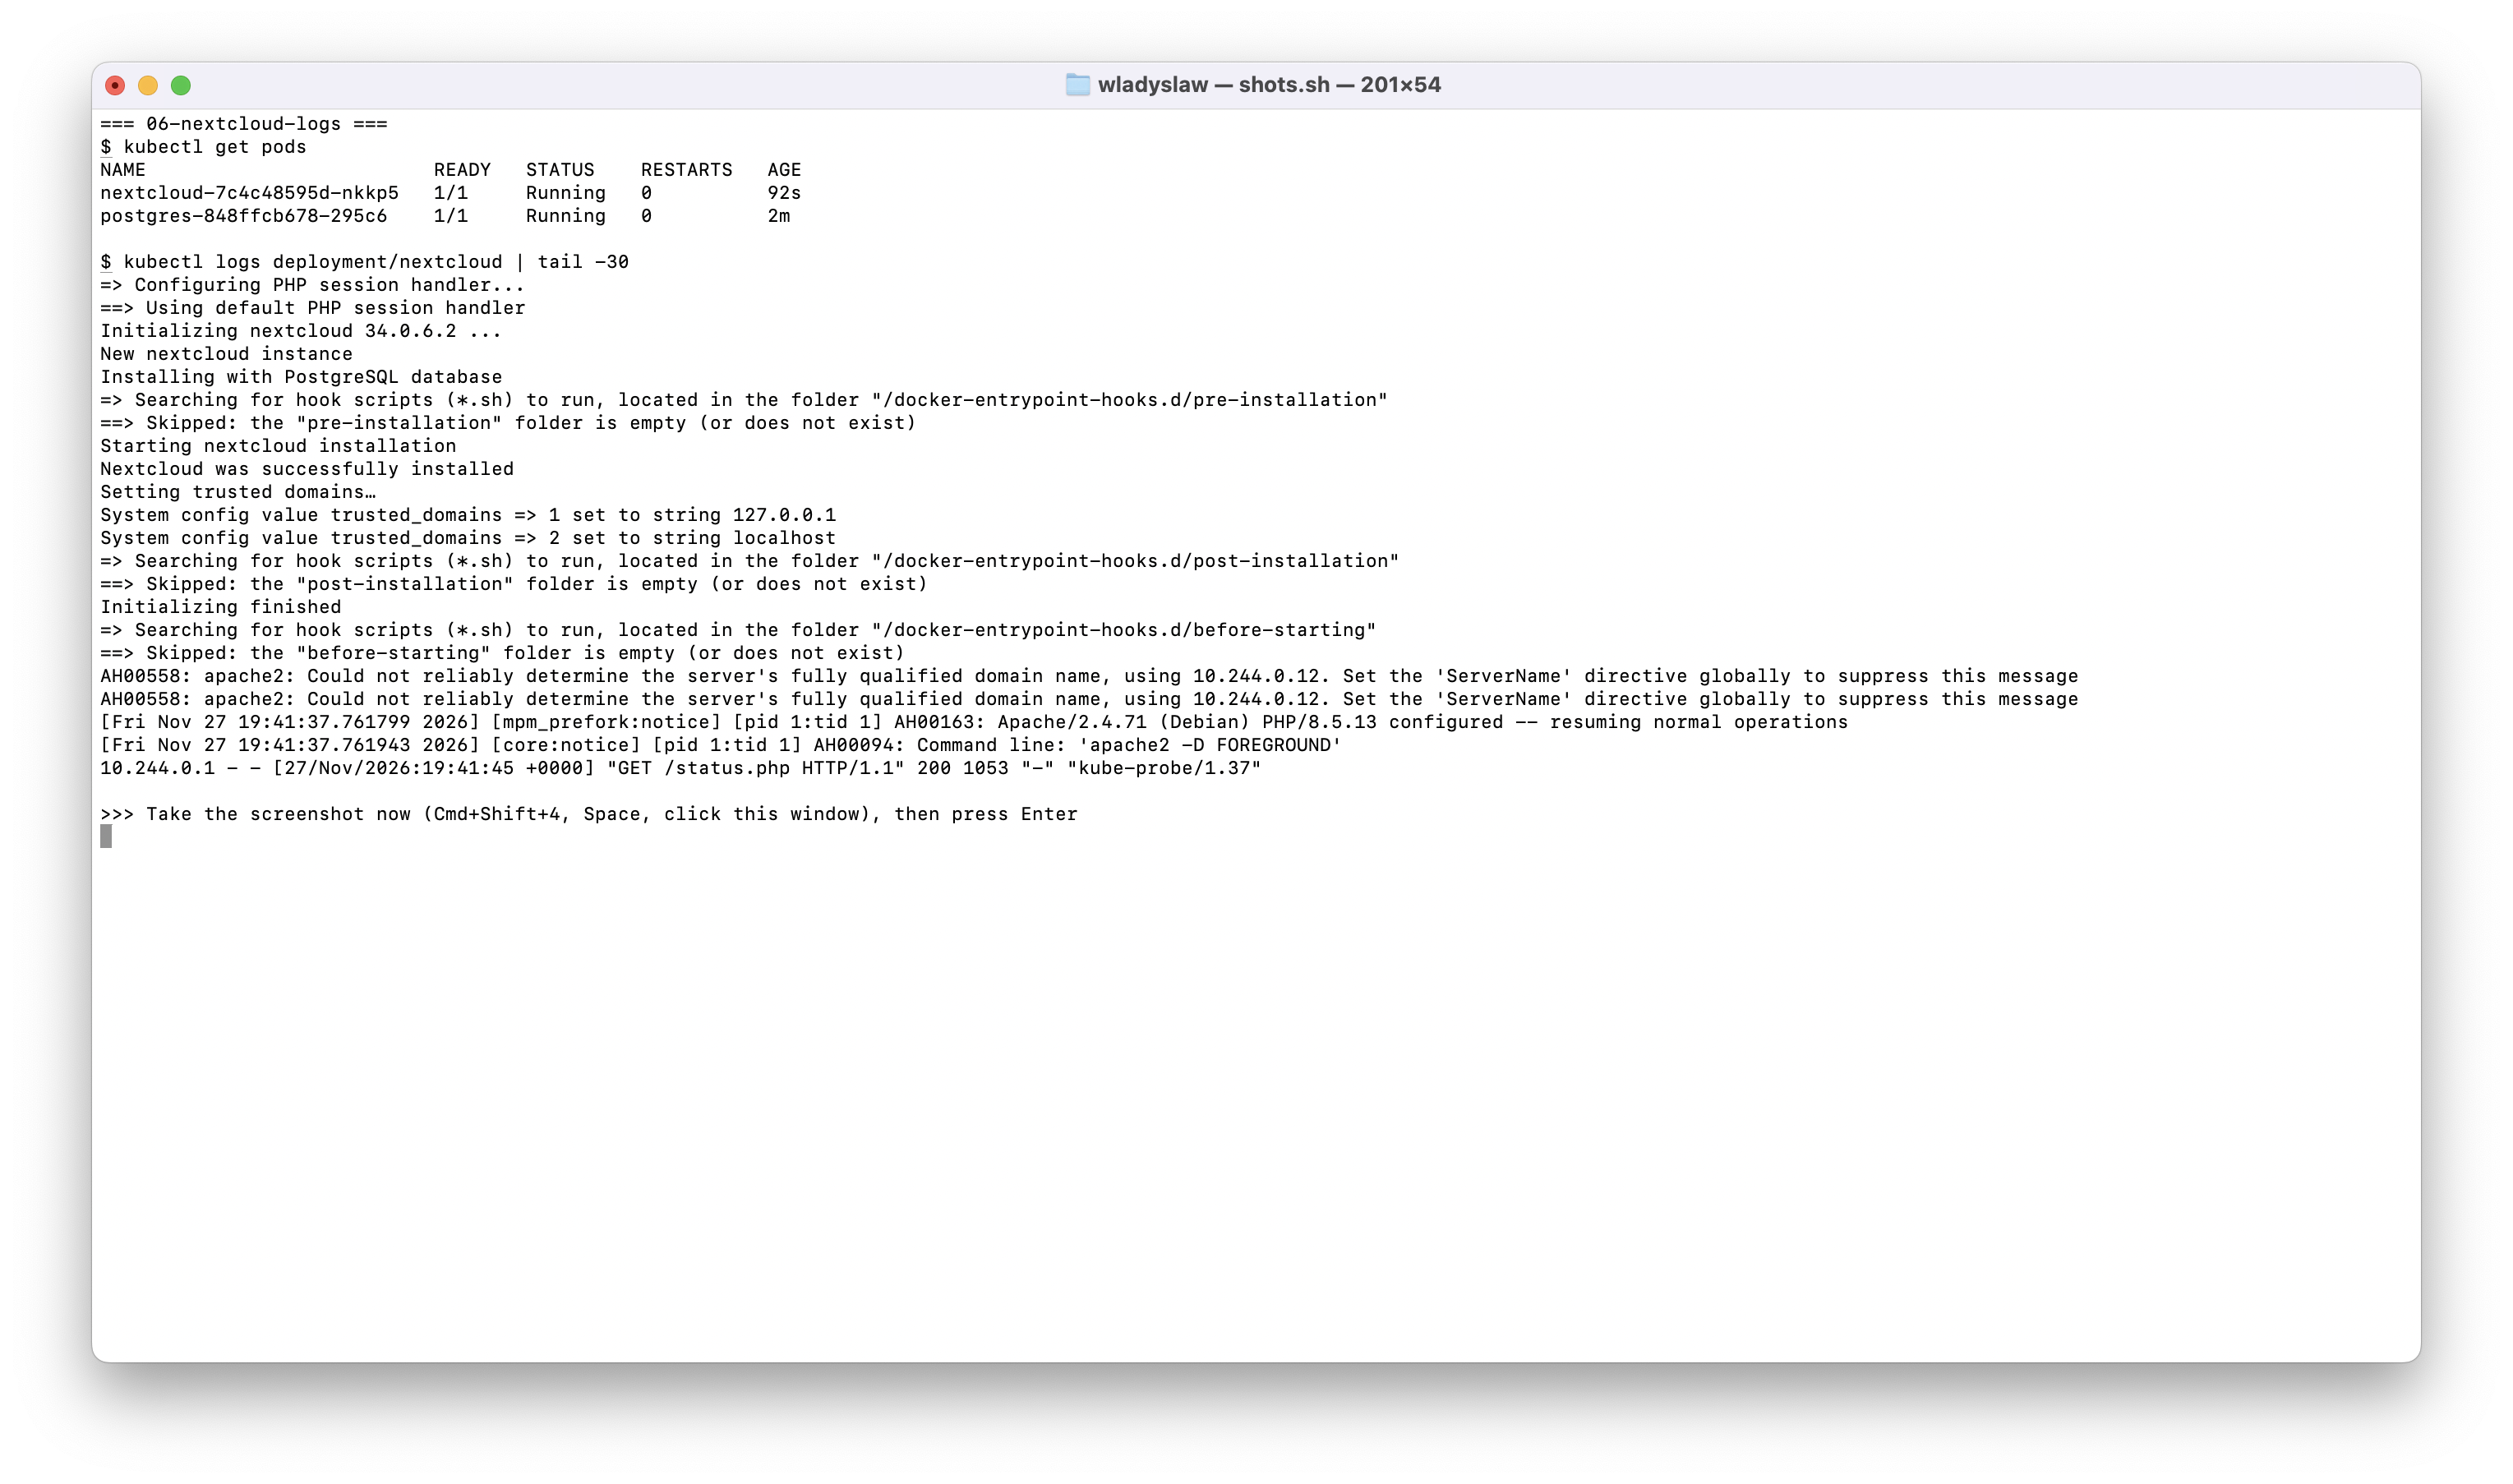 wladyslaw — shots.sh — 201×54
=== 06-nextcloud-logs ===
$ kubectl get pods
NAME                         READY   STATUS    RESTARTS   AGE
nextcloud-7c4c48595d-nkkp5   1/1     Running   0          92s
postgres-848ffcb678-295c6    1/1     Running   0          2m
$ kubectl logs deployment/nextcloud | tail -30
=> Configuring PHP session handler...
==> Using default PHP session handler
Initializing nextcloud 34.0.6.2 ...
New nextcloud instance
Installing with PostgreSQL database
=> Searching for hook scripts (*.sh) to run, located in the folder "/docker-entrypoint-hooks.d/pre-installation"
==> Skipped: the "pre-installation" folder is empty (or does not exist)
Starting nextcloud installation
Nextcloud was successfully installed
Setting trusted domains…
System config value trusted_domains => 1 set to string 127.0.0.1
System config value trusted_domains => 2 set to string localhost
=> Searching for hook scripts (*.sh) to run, located in the folder "/docker-entrypoint-hooks.d/post-installation"
==> Skipped: the "post-installation" folder is empty (or does not exist)
Initializing finished
=> Searching for hook scripts (*.sh) to run, located in the folder "/docker-entrypoint-hooks.d/before-starting"
==> Skipped: the "before-starting" folder is empty (or does not exist)
AH00558: apache2: Could not reliably determine the server's fully qualified domain name, using 10.244.0.12. Set the 'ServerName' directive globally to suppress this message
AH00558: apache2: Could not reliably determine the server's fully qualified domain name, using 10.244.0.12. Set the 'ServerName' directive globally to suppress this message
[Fri Nov 27 19:41:37.761799 2026] [mpm_prefork:notice] [pid 1:tid 1] AH00163: Apache/2.4.71 (Debian) PHP/8.5.13 configured -- resuming normal operations
[Fri Nov 27 19:41:37.761943 2026] [core:notice] [pid 1:tid 1] AH00094: Command line: 'apache2 -D FOREGROUND'
10.244.0.1 - - [27/Nov/2026:19:41:45 +0000] "GET /status.php HTTP/1.1" 200 1053 "-" "kube-probe/1.37"
>>> Take the screenshot now (Cmd+Shift+4, Space, click this window), then press Enter